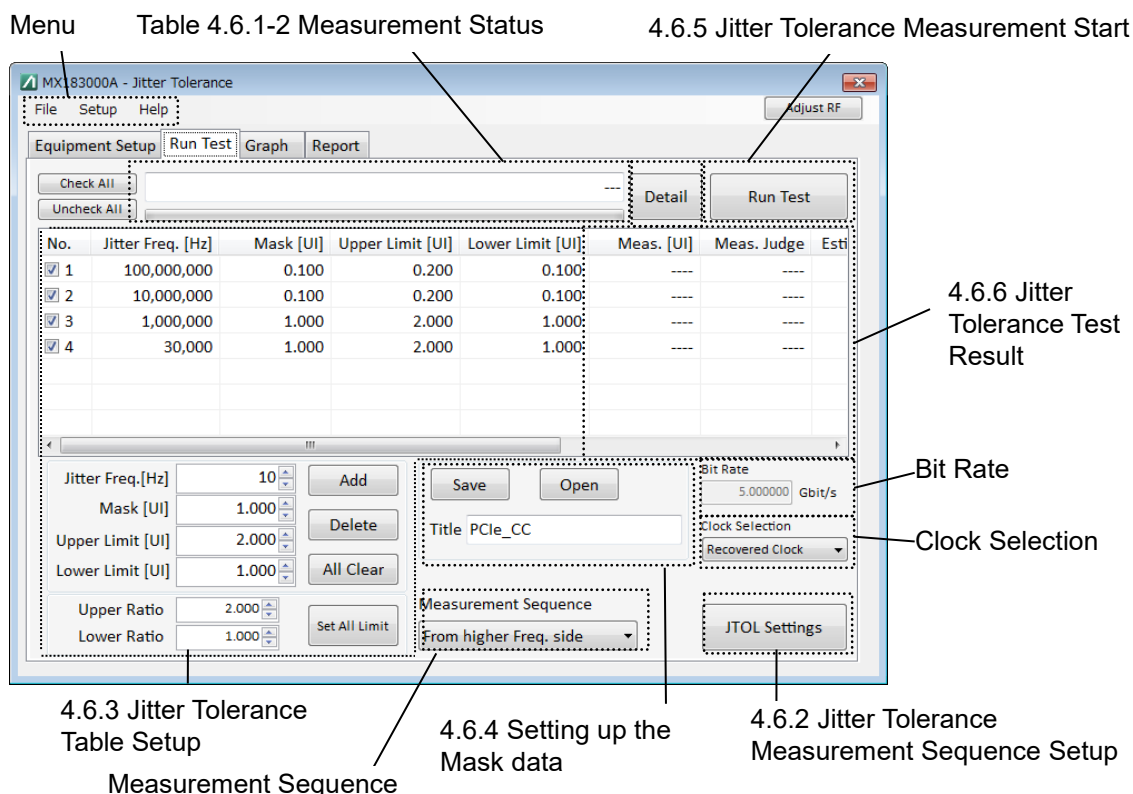 Menu
Table 4.6.1-2 Measurement Status
4.6.5 Jitter Tolerance Measurement Start
MX183000A - Jitter Tolerance
File Setup Help
Adjust RF
Equipment Setup Run Test Graph Report
Check All
Uncheck All
---
Detail
Run Test
No. Jitter Freq. [Hz] Mask [UI] Upper Limit [UI] Lower Limit [UI] Meas. [UI] Meas. Judge Esti
1 100,000,000 0.100 0.200 0.100 ---- ----
2 10,000,000 0.100 0.200 0.100 ---- ----
3 1,000,000 1.000 2.000 1.000 ---- ----
4 30,000 1.000 2.000 1.000 ---- ----
4.6.6 Jitter
Tolerance Test
Result
Jitter Freq.[Hz] 10
Mask [UI] 1.000
Upper Limit [UI] 2.000
Lower Limit [UI] 1.000
Add
Delete
All Clear
Upper Ratio 2.000
Lower Ratio 1.000
Set All Limit
Save Open
Title PCIe_CC
Measurement Sequence
From higher Freq. side
Bit Rate
5.000000 Gbit/s
Clock Selection
Recovered Clock
JTOL Settings
Bit Rate
Clock Selection
4.6.3 Jitter Tolerance
Table Setup
Measurement Sequence
4.6.4 Setting up the
Mask data
4.6.2 Jitter Tolerance
Measurement Sequence Setup